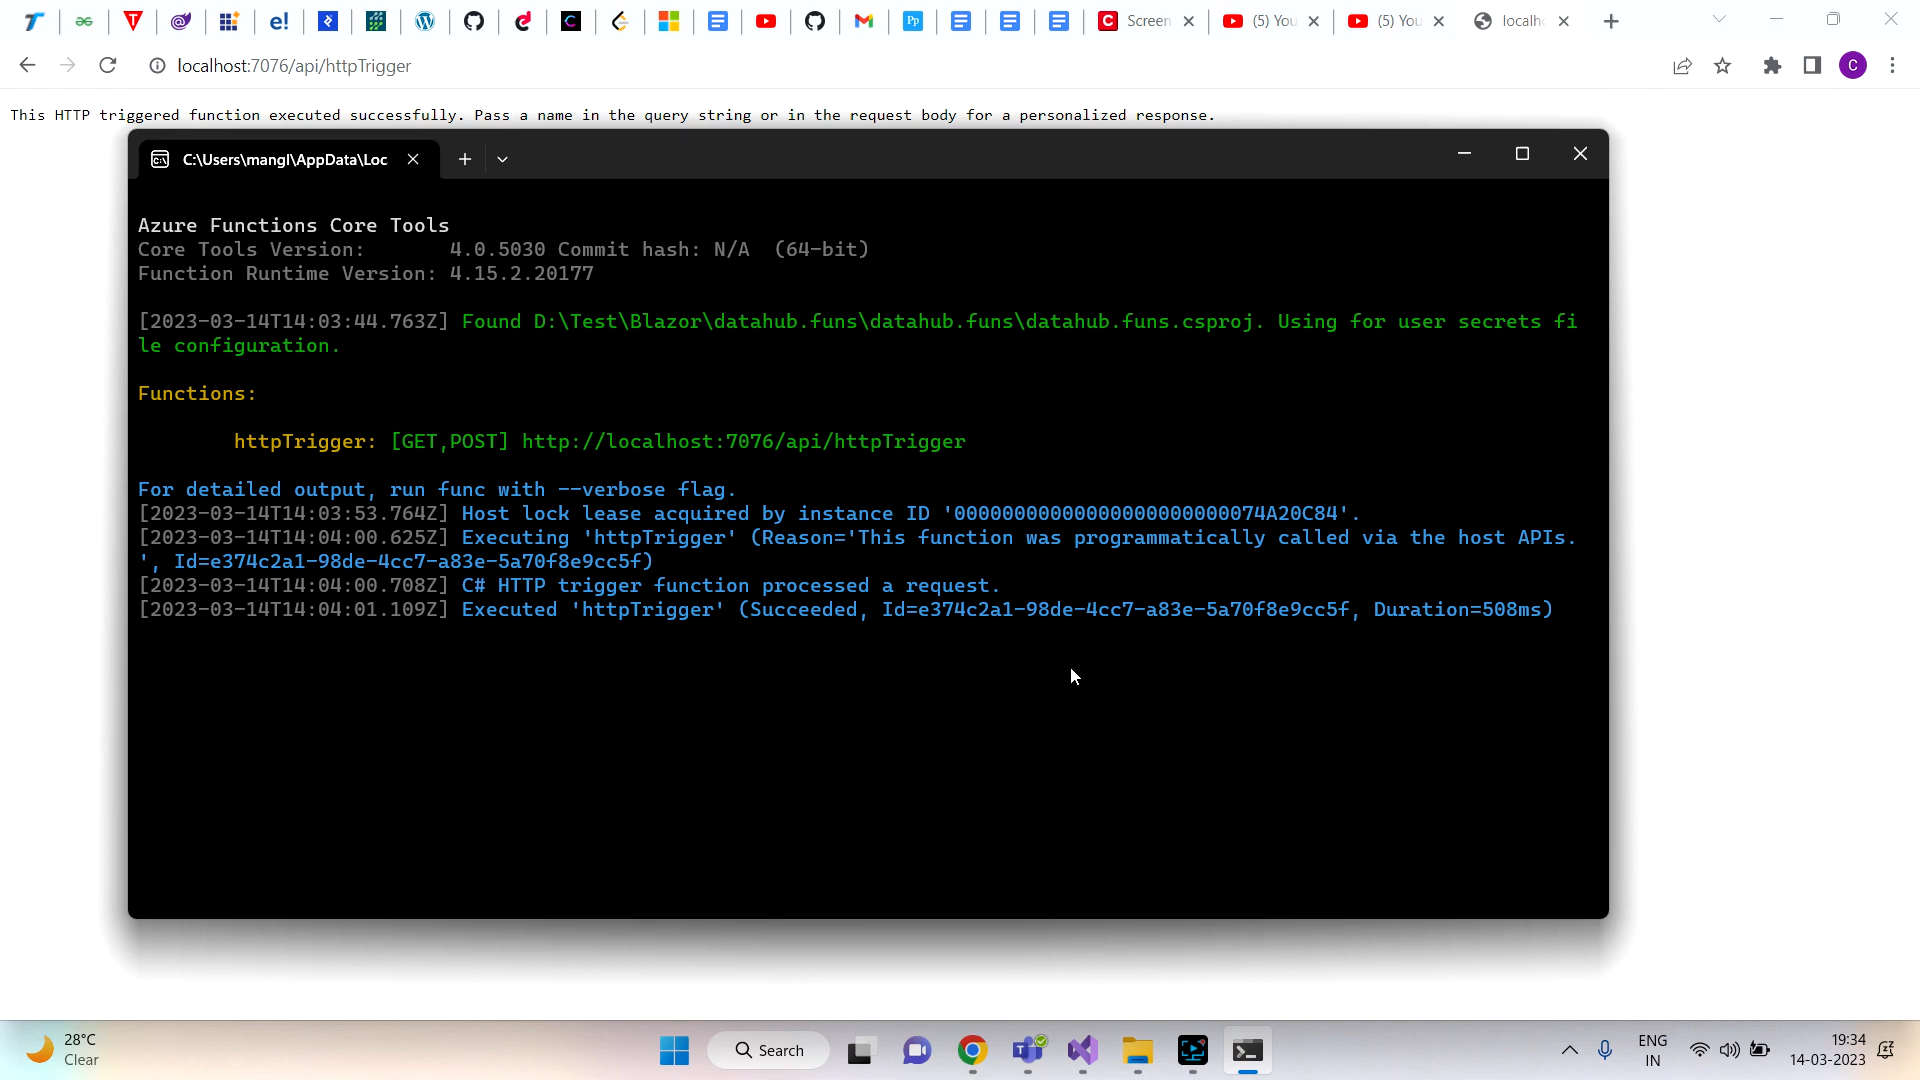 Screen
(5) You
(5) You
localh
localhost:7076/api/httpTrigger
C
This HTTP triggered function executed successfully. Pass a name in the query string or in the request body for a personalized response.
C:\Users\mangl\AppData\Loc
Azure Functions Core Tools
Core Tools Version: 4.0.5030 Commit hash: N/A (64-bit)
Function Runtime Version: 4.15.2.20177
[2023-03-14T14:03:44.763Z] Found D:\Test\Blazor\datahub.funs\datahub.funs\datahub.funs.csproj. Using for user secrets fi
le configuration.
Functions:
httpTrigger: [GET,POST] http://localhost:7076/api/httpTrigger
For detailed output, run func with --verbose flag.
[2023-03-14T14:03:53.764Z] Host lock lease acquired by instance ID '00000000000000000000000074A20C84'.
[2023-03-14T14:04:00.625Z] Executing 'httpTrigger' (Reason='This function was programmatically called via the host APIs.
', Id=e374c2a1-98de-4cc7-a83e-5a70f8e9cc5f)
[2023-03-14T14:04:00.708Z] C# HTTP trigger function processed a request.
[2023-03-14T14:04:01.109Z] Executed 'httpTrigger' (Succeeded, Id=e374c2a1-98de-4cc7-a83e-5a70f8e9cc5f, Duration=508ms)
28°C
Clear
Search
ENG
IN
19:34
14-03-2023